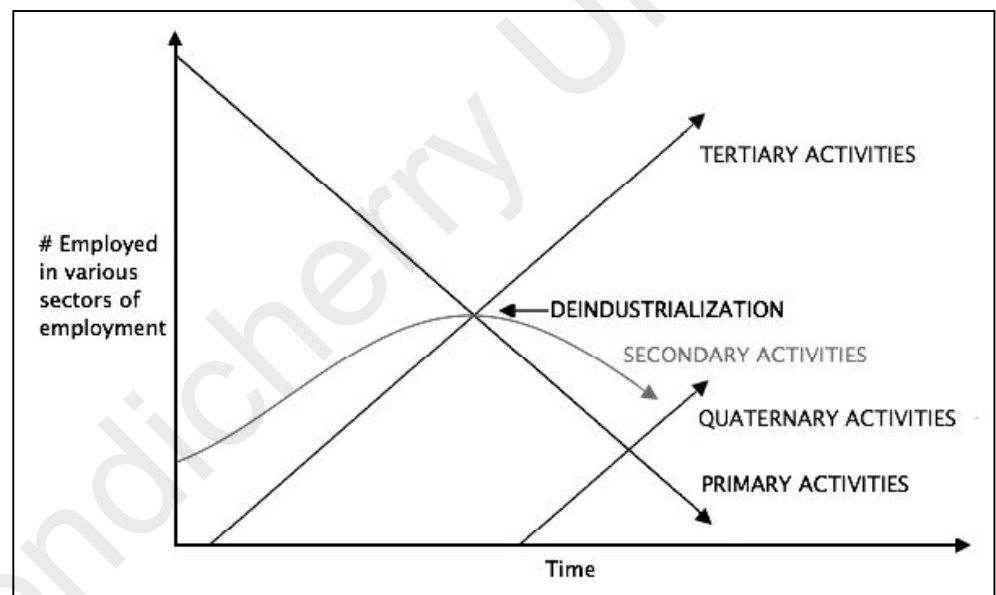 TERTIARY ACTIVITIES
# Employed
in various
sectors of
employment
DEINDUSTRIALIZATION
SECONDARY ACTIVITIES
QUATERNARY ACTIVITIES
PRIMARY ACTIVITIES
Time